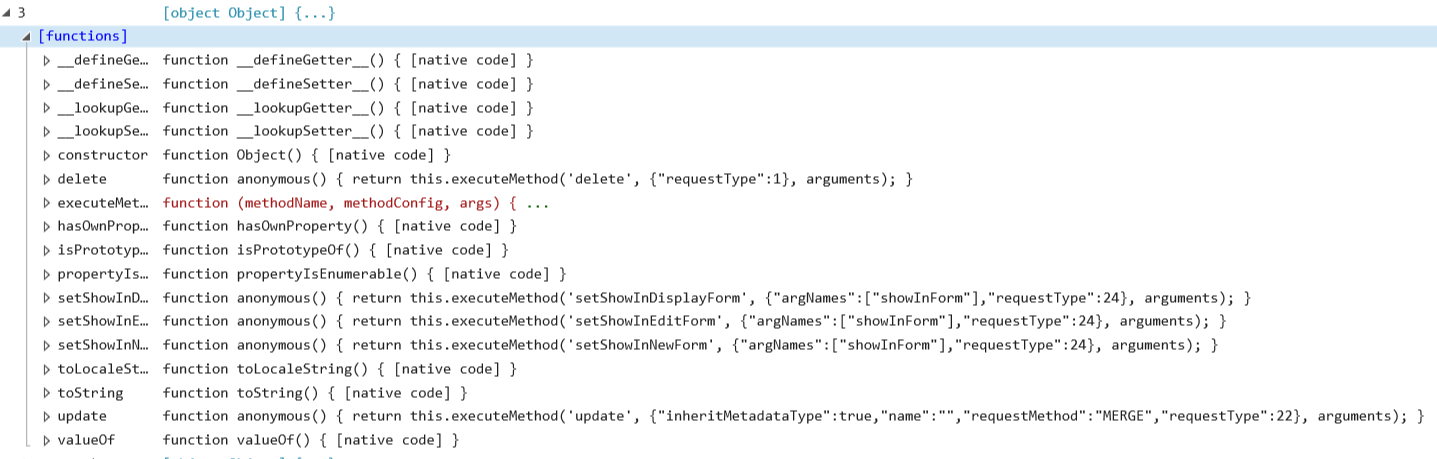 3 [object Object] {...}
[functions]
__defineGe… function __defineGetter__() { [native code] }
__defineSe… function __defineSetter__() { [native code] }
__lookupGe… function __lookupGetter__() { [native code] }
__lookupSe… function __lookupSetter__() { [native code] }
constructor function Object() { [native code] }
delete function anonymous() { return this.executeMethod('delete', {"requestType":1}, arguments); }
executeMet… function (methodName, methodConfig, args) { ...
hasOwnProp… function hasOwnProperty() { [native code] }
isPrototyp… function isPrototypeOf() { [native code] }
propertyIs… function propertyIsEnumerable() { [native code] }
setShowInD… function anonymous() { return this.executeMethod('setShowInDisplayForm', {"argNames":["showInForm"],"requestType":24}, arguments); }
setShowInE… function anonymous() { return this.executeMethod('setShowInEditForm', {"argNames":["showInForm"],"requestType":24}, arguments); }
setShowInN… function anonymous() { return this.executeMethod('setShowInNewForm', {"argNames":["showInForm"],"requestType":24}, arguments); }
toLocaleSt… function toLocaleString() { [native code] }
toString function toString() { [native code] }
update function anonymous() { return this.executeMethod('update', {"inheritMetadataType":true,"name":"","requestMethod":"MERGE","requestType":22}, arguments); }
valueOf function valueOf() { [native code] }